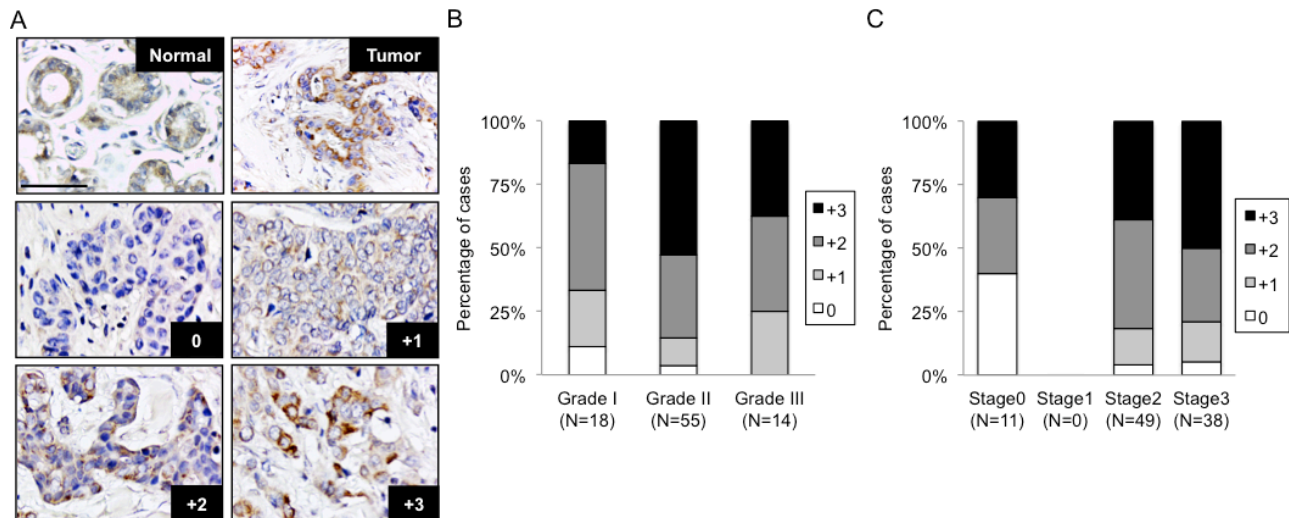 A
Normal
Tumor
0
+1
+2
+3
B
Percentage of cases
100%
75%
50%
25%
0%
Grade I
(N=18)
Grade II
(N=55)
Grade III
(N=14)
+3
+2
+1
0
C
Percentage of cases
100%
75%
50%
25%
0%
Stage0
(N=11)
Stage1
(N=0)
Stage2
(N=49)
Stage3
(N=38)
+3
+2
+1
0